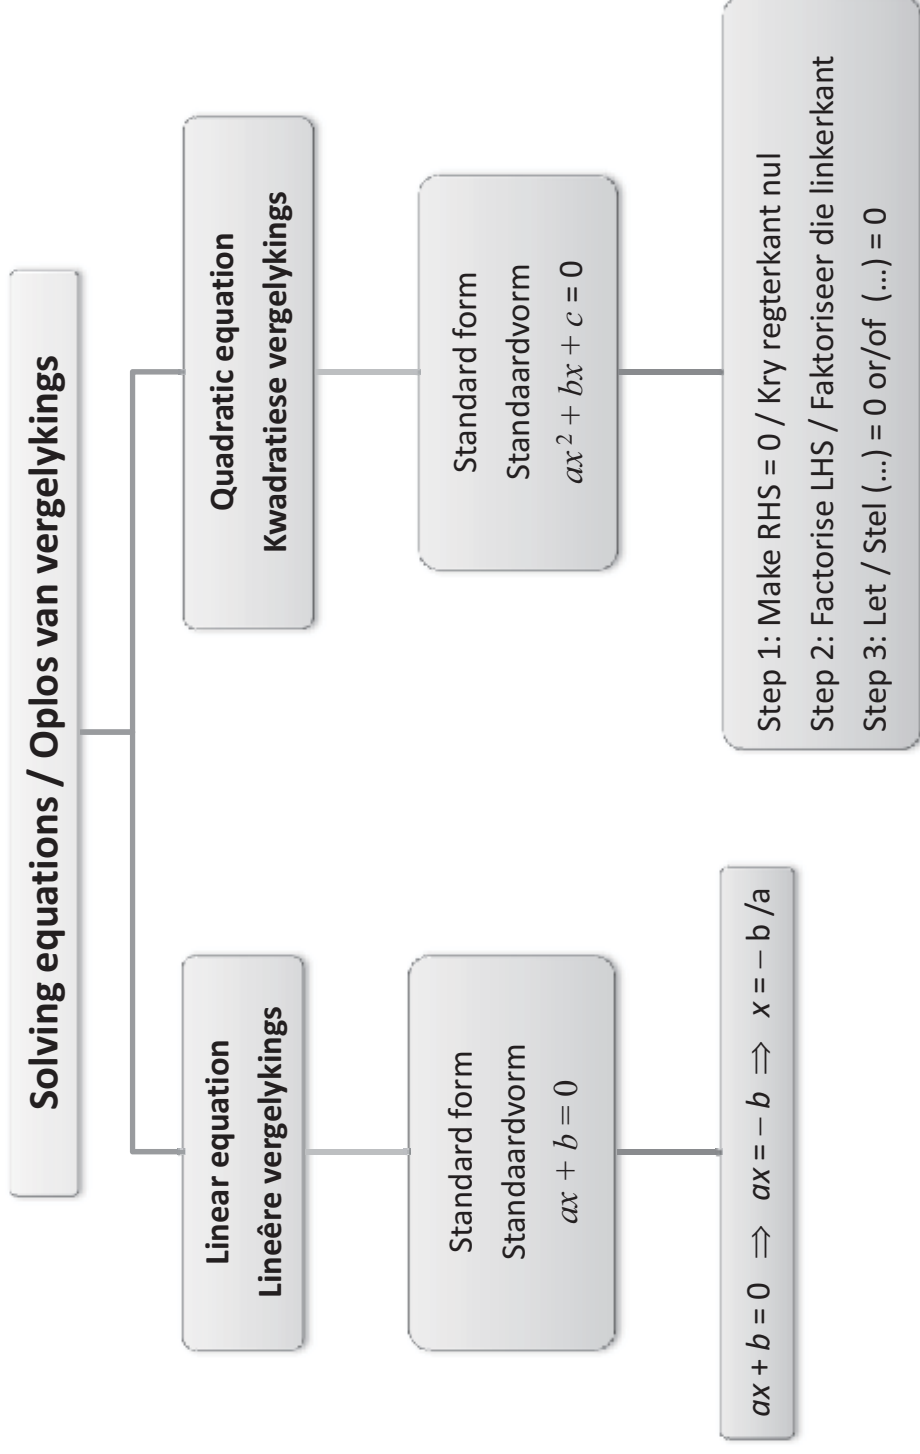 Solving equations / Oplos van vergelykings
Linear equation
Lineêre vergelykings
Standard form
Standaardvorm
ax + b = 0
ax + b = 0 ⇒ ax = – b ⇒ x = – b /a
Quadratic equation
Kwadratiese vergelykings
Standard form
Standaardvorm
ax² + bx + c = 0
Step 1: Make RHS = 0 / Kry regterkant nul
Step 2: Factorise LHS / Faktoriseer die linkerkant
Step 3: Let / Stel (...) = 0 or/of (...) = 0